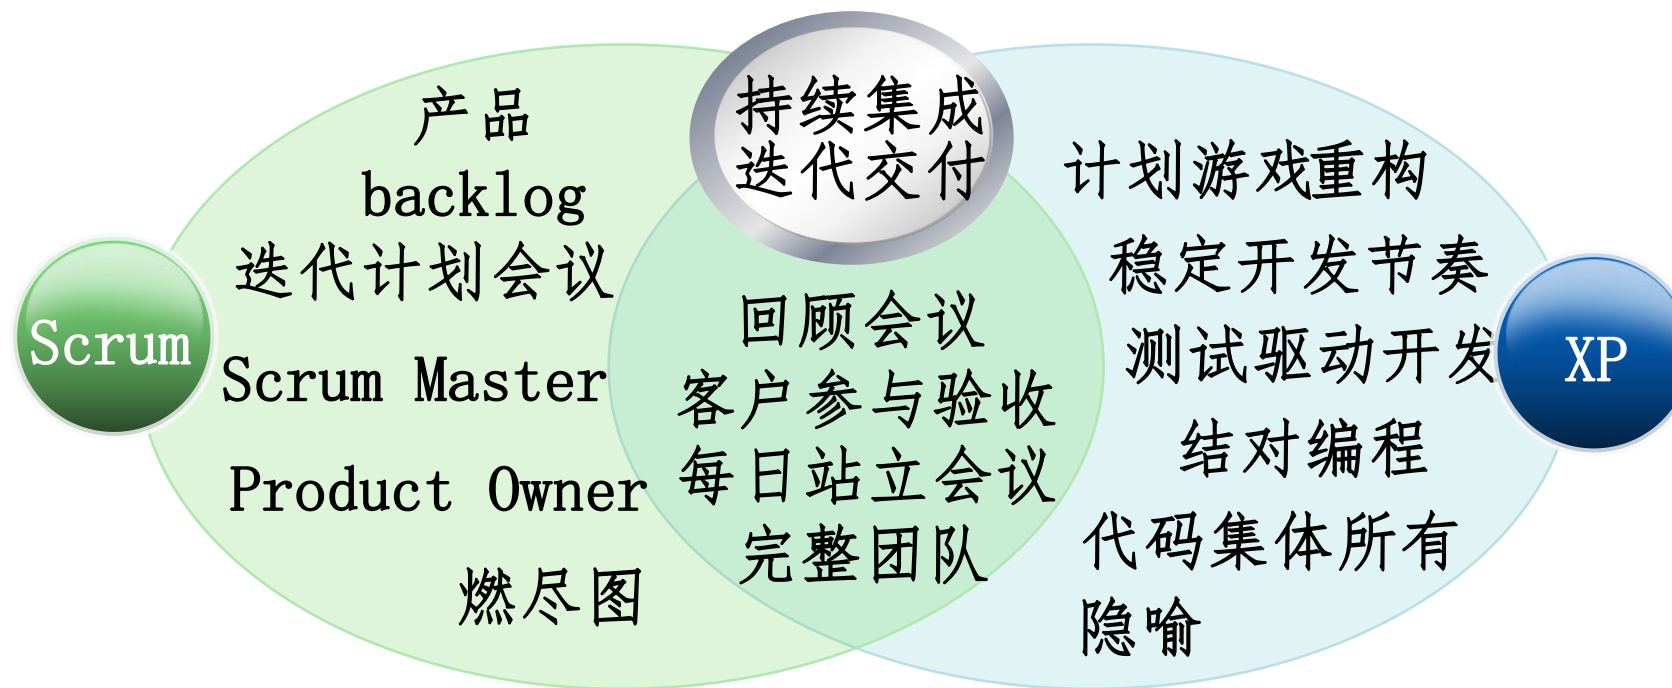 Scrum
产品
backlog
迭代计划会议
Scrum Master
Product Owner
燃尽图
持续集成
迭代交付
回顾会议
客户参与验收
每日站立会议
完整团队
计划游戏重构
稳定开发节奏
测试驱动开发
结对编程
代码集体所有
隐喻
XP